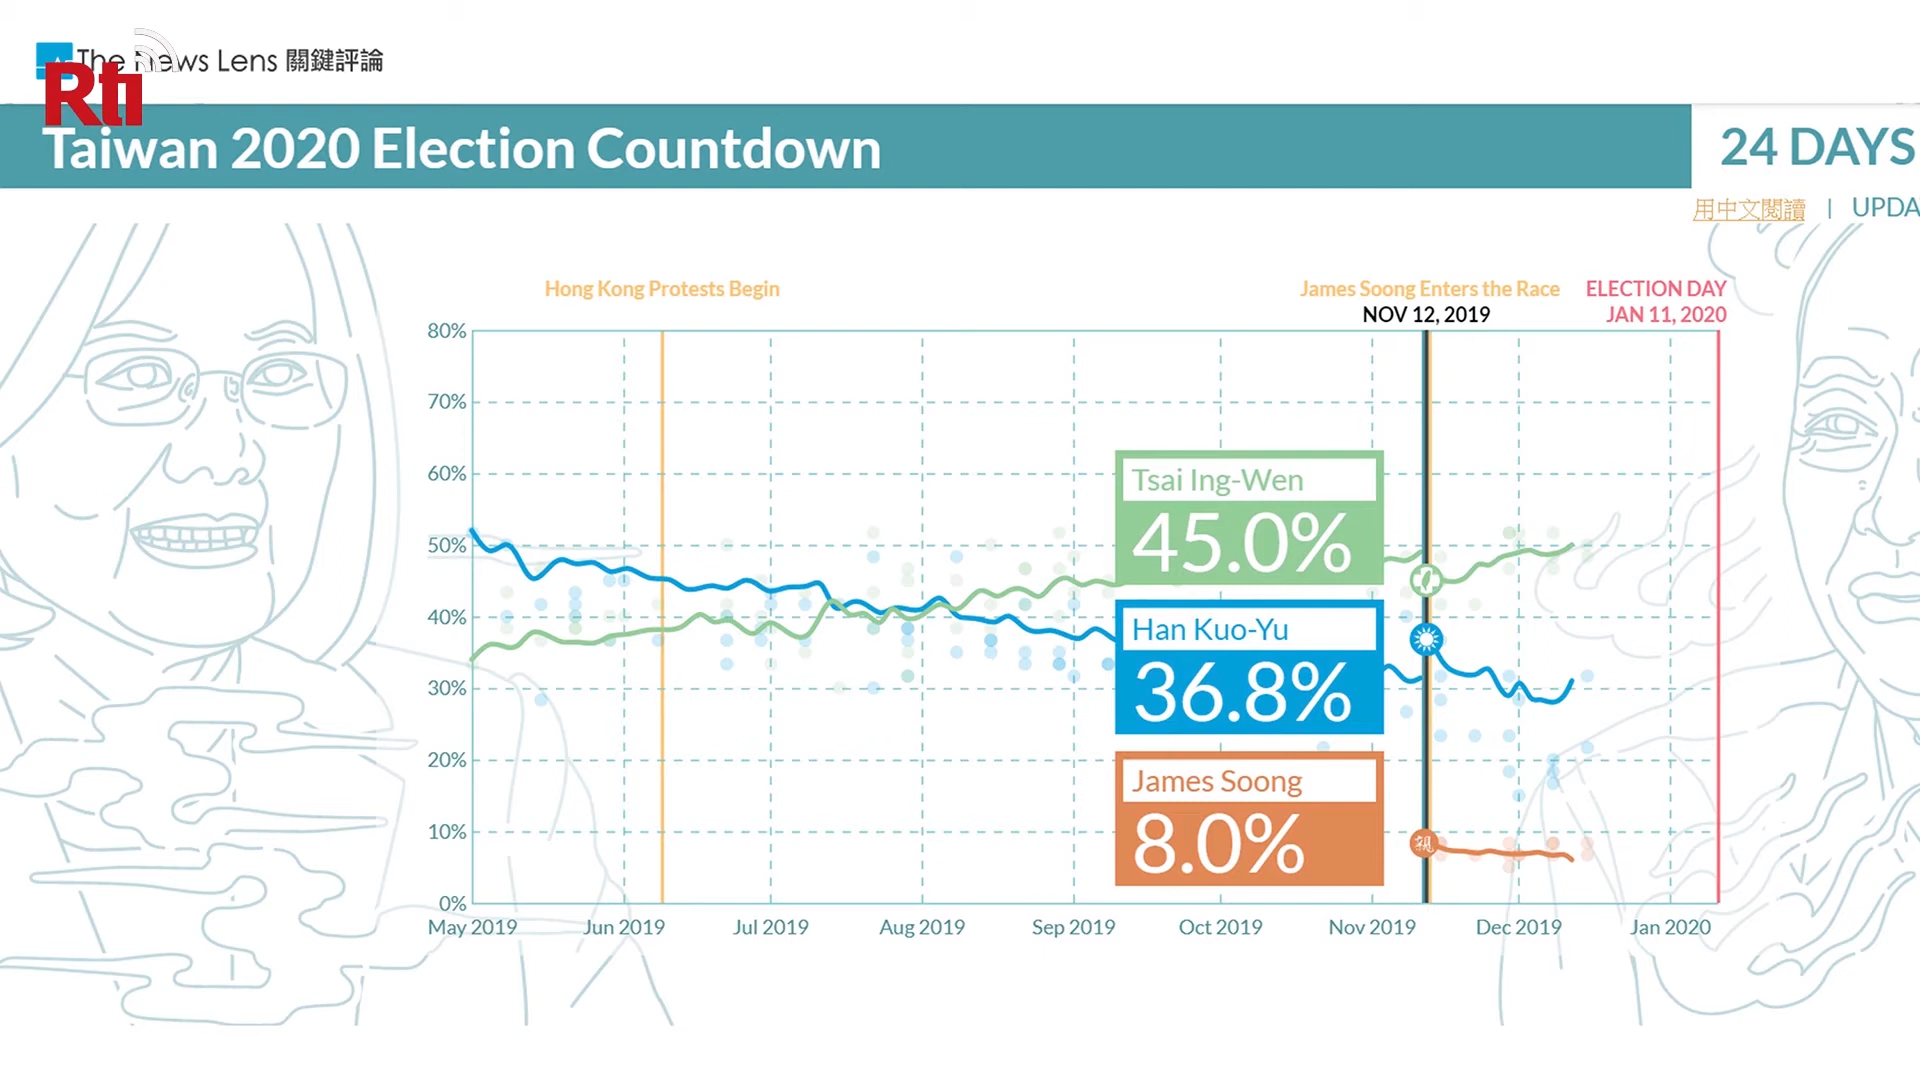 The News Lens 關鍵評論
Rti
Taiwan 2020 Election Countdown
24 DAYS
用中文閱讀 | UPDA
Hong Kong Protests Begin
James Soong Enters the Race
NOV 12, 2019
ELECTION DAY
JAN 11, 2020
80%
70%
60%
50%
40%
30%
20%
10%
0%
Tsai Ing-Wen
45.0%
Han Kuo-Yu
36.8%
James Soong
8.0%
親
May 2019 Jun 2019 Jul 2019 Aug 2019 Sep 2019 Oct 2019 Nov 2019 Dec 2019 Jan 2020